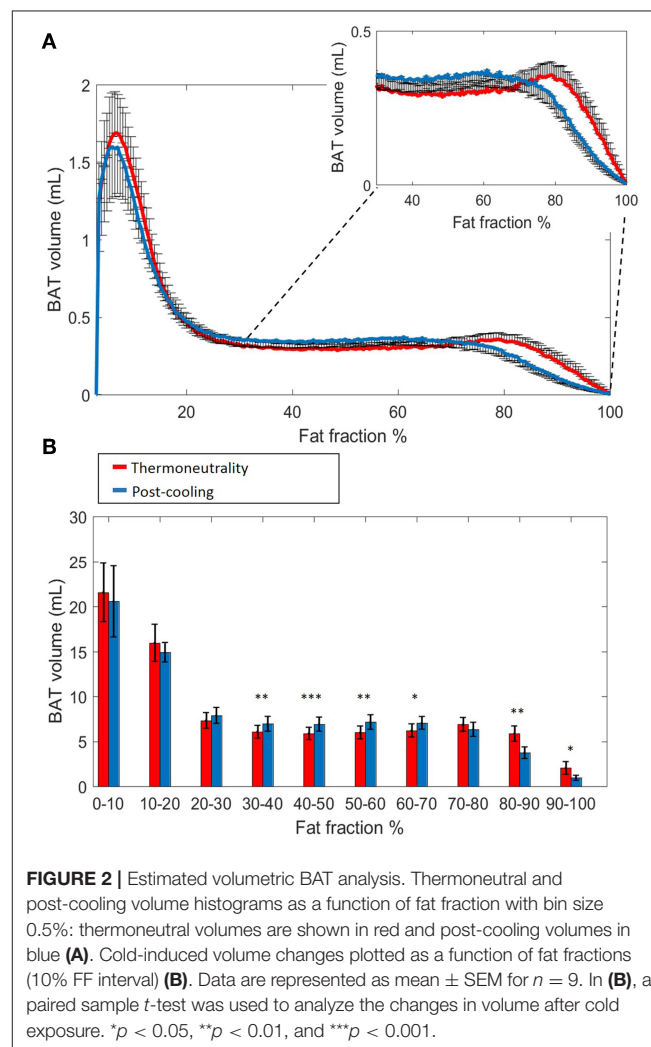 A
BAT volume (mL)
2
1.5
1
0.5
0
20
40
60
80
100
Fat fraction %
BAT volume (mL)
0.5
0
40
60
80
100
Fat fraction %
B
Thermoneutrality
Post-cooling
BAT volume (mL)
30
25
20
15
10
5
0
** *** ** * ** *
0-10 10-20 20-30 30-40 40-50 50-60 60-70 70-80 80-90 90-100
Fat fraction %
FIGURE 2 | Estimated volumetric BAT analysis. Thermoneutral and
post-cooling volume histograms as a function of fat fraction with bin size
0.5%: thermoneutral volumes are shown in red and post-cooling volumes in
blue (A). Cold-induced volume changes plotted as a function of fat fractions
(10% FF interval) (B). Data are represented as mean ± SEM for n = 9. In (B), a
paired sample t-test was used to analyze the changes in volume after cold
exposure. *p < 0.05, **p < 0.01, and ***p < 0.001.